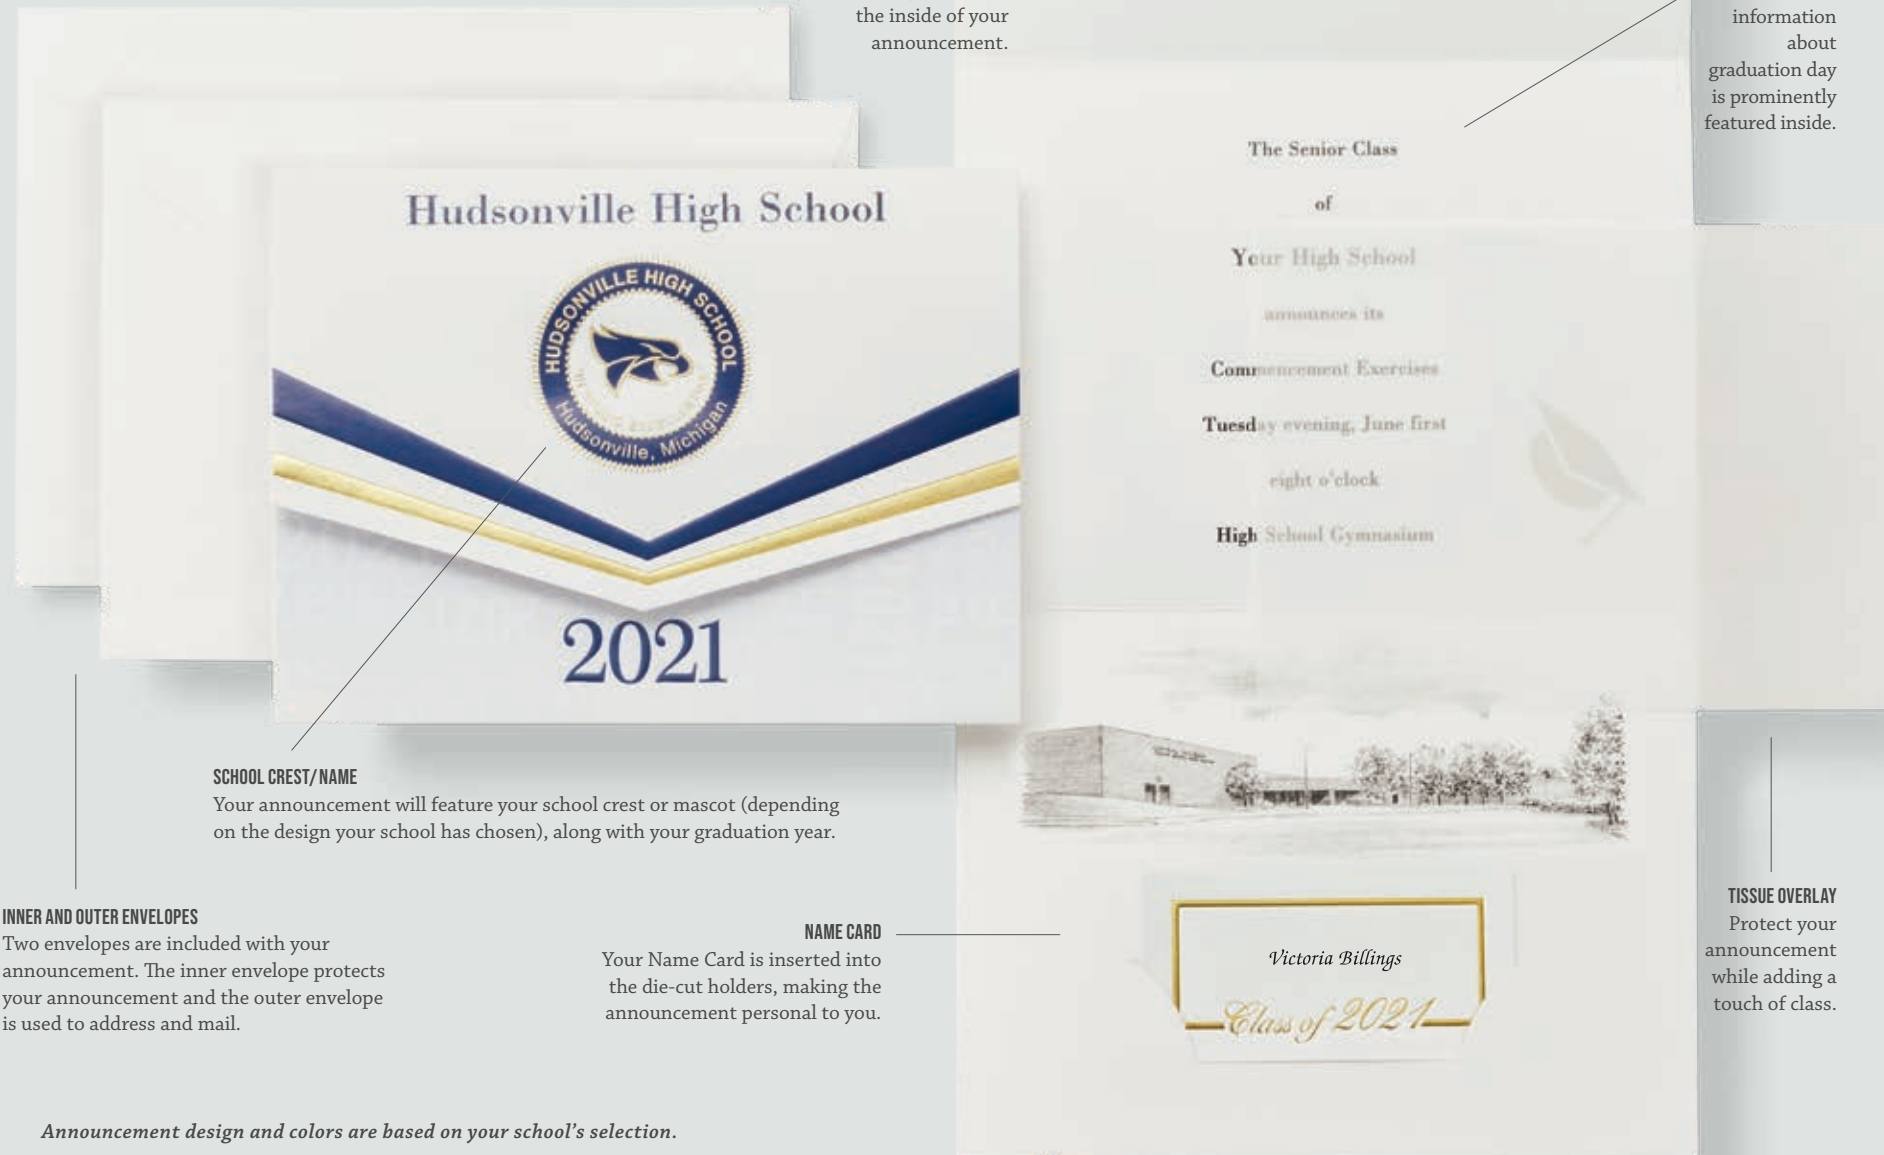 the inside of your
announcement.
information
about
graduation day
is prominently
featured inside.
Hudsonville High School
HUDSONVILLE HIGH SCHOOL
Hudsonville, Michigan
2021
The Senior Class
of
Your High School
announces its
Commencement Exercises
Tuesday evening, June first
eight o'clock
High School Gymnasium
SCHOOL CREST/NAME
Your announcement will feature your school crest or mascot (depending
on the design your school has chosen), along with your graduation year.
INNER AND OUTER ENVELOPES
Two envelopes are included with your
announcement. The inner envelope protects
your announcement and the outer envelope
is used to address and mail.
NAME CARD
Your Name Card is inserted into
the die-cut holders, making the
announcement personal to you.
Victoria Billings
Class of 2021
TISSUE OVERLAY
Protect your
announcement
while adding a
touch of class.
Announcement design and colors are based on your school's selection.